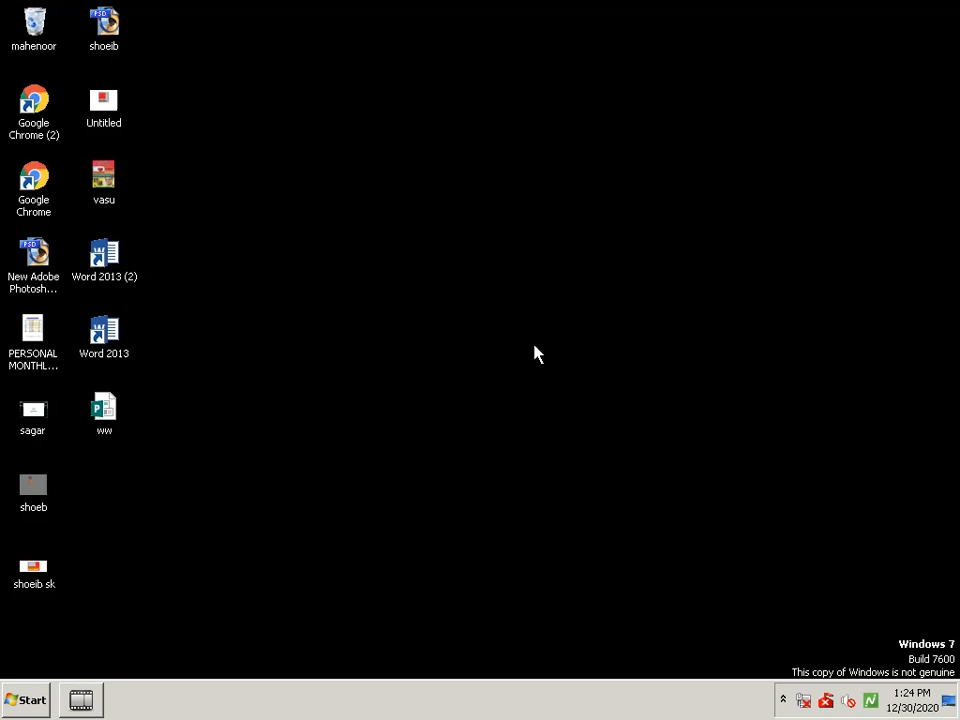 mahenoor
shoeib
Google
Chrome (2)
Untitled
Google
Chrome
vasu
New Adobe
Photosh...
Word 2013 (2)
PERSONAL
MONTHL...
Word 2013
sagar
ww
shoeb
shoeib sk
Windows 7
Build 7600
This copy of Windows is not genuine
Start
1:24 PM
12/30/2020